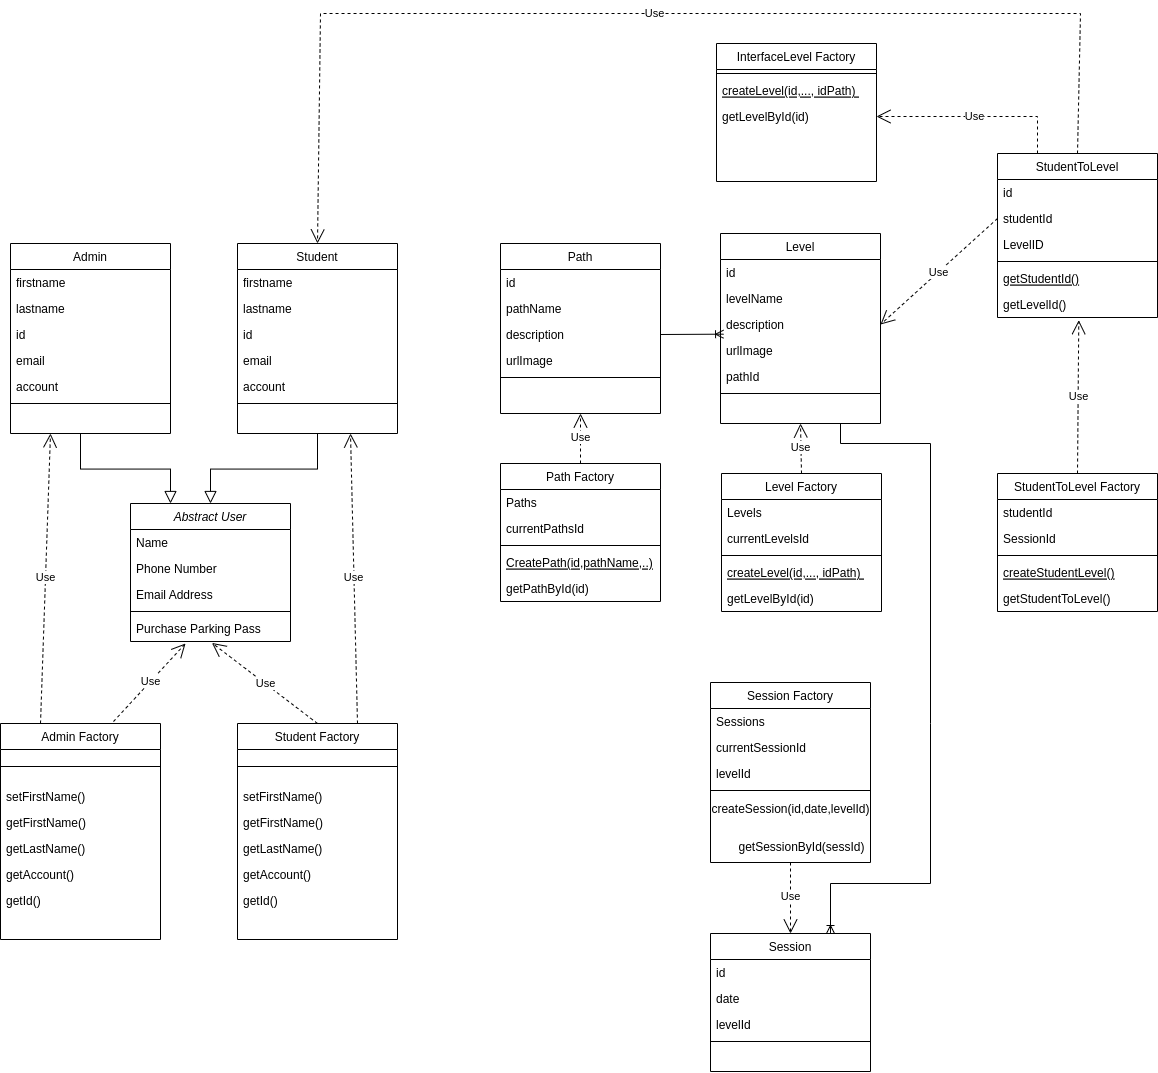 Use
InterfaceLevel Factory
createLevel(id,..., idPath)
getLevelById(id)
Use
StudentToLevel
id
studentId
LevelID
getStudentId()
getLevelId()
Admin
firstname
lastname
id
email
account
Student
firstname
lastname
id
email
account
Path
id
pathName
description
urlImage
Level
id
levelName
description
urlImage
pathId
Use
Use
Use
Use
Path Factory
Paths
currentPathsId
CreatePath(id,pathName,..)
getPathById(id)
Level Factory
Levels
currentLevelsId
createLevel(id,..., idPath)
getLevelById(id)
StudentToLevel Factory
studentId
SessionId
createStudentLevel()
getStudentToLevel()
Abstract User
Name
Phone Number
Email Address
Purchase Parking Pass
Use
Use
Use
Use
Admin Factory
setFirstName()
getFirstName()
getLastName()
getAccount()
getId()
Student Factory
setFirstName()
getFirstName()
getLastName()
getAccount()
getId()
Session Factory
Sessions
currentSessionId
levelId
createSession(id,date,levelId)
getSessionById(sessId)
Use
Session
id
date
levelId